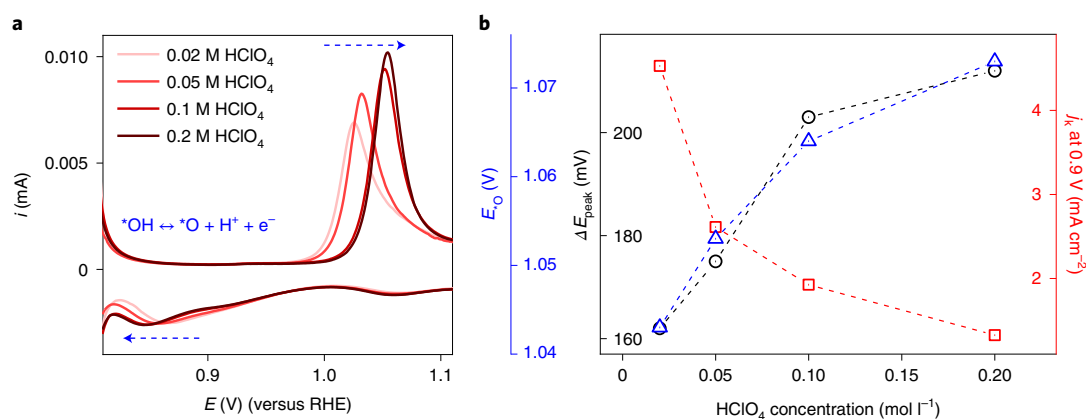 a
0.010
0.005
0
i (mA)
0.02 M HClO₄
0.05 M HClO₄
0.1 M HClO₄
0.2 M HClO₄
*OH ↔ *O + H⁺ + e⁻
0.9
1.0
1.1
E (V) (versus RHE)
b
1.07
1.06
1.05
1.04
E*O (V)
200
180
160
ΔEpeak (mV)
4
3
2
jk at 0.9 V (mA cm⁻²)
0
0.05
0.10
0.15
0.20
HClO₄ concentration (mol l⁻¹)